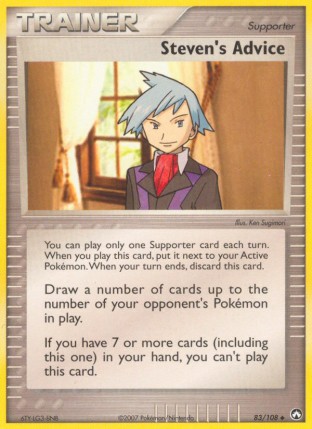 TRAINER
Supporter
Steven's Advice
Illus. Ken Sugimori
You can play only one Supporter card each turn.
When you play this card, put it next to your Active
Pokémon. When your turn ends, discard this card.
Draw a number of cards up to the
number of your opponent's Pokémon
in play.
If you have 7 or more cards (including
this one) in your hand, you can't play
this card.
©2007 Pokémon/Nintendo
83/108